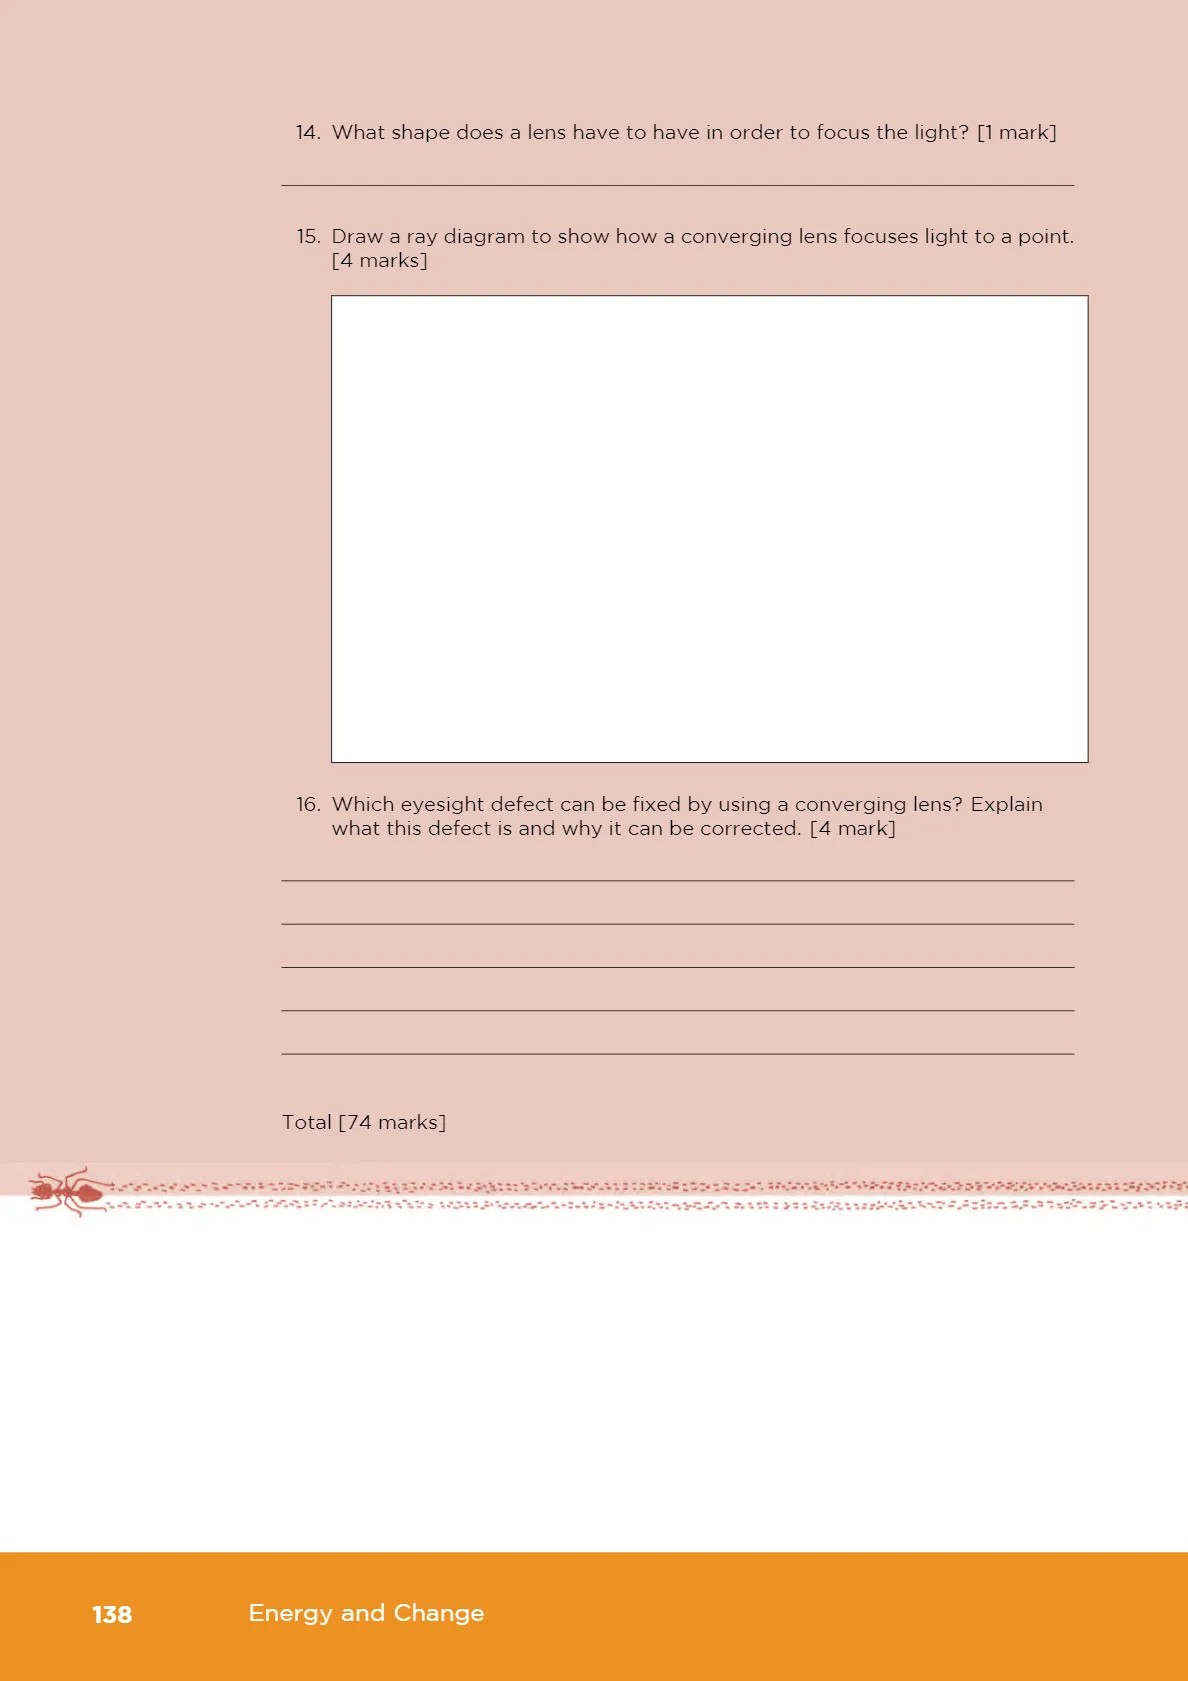 14. What shape does a lens have to have in order to focus the light? [1 mark]
15. Draw a ray diagram to show how a converging lens focuses light to a point.
[4 marks]
16. Which eyesight defect can be fixed by using a converging lens? Explain
what this defect is and why it can be corrected. [4 mark]
Total [74 marks]
138 Energy and Change